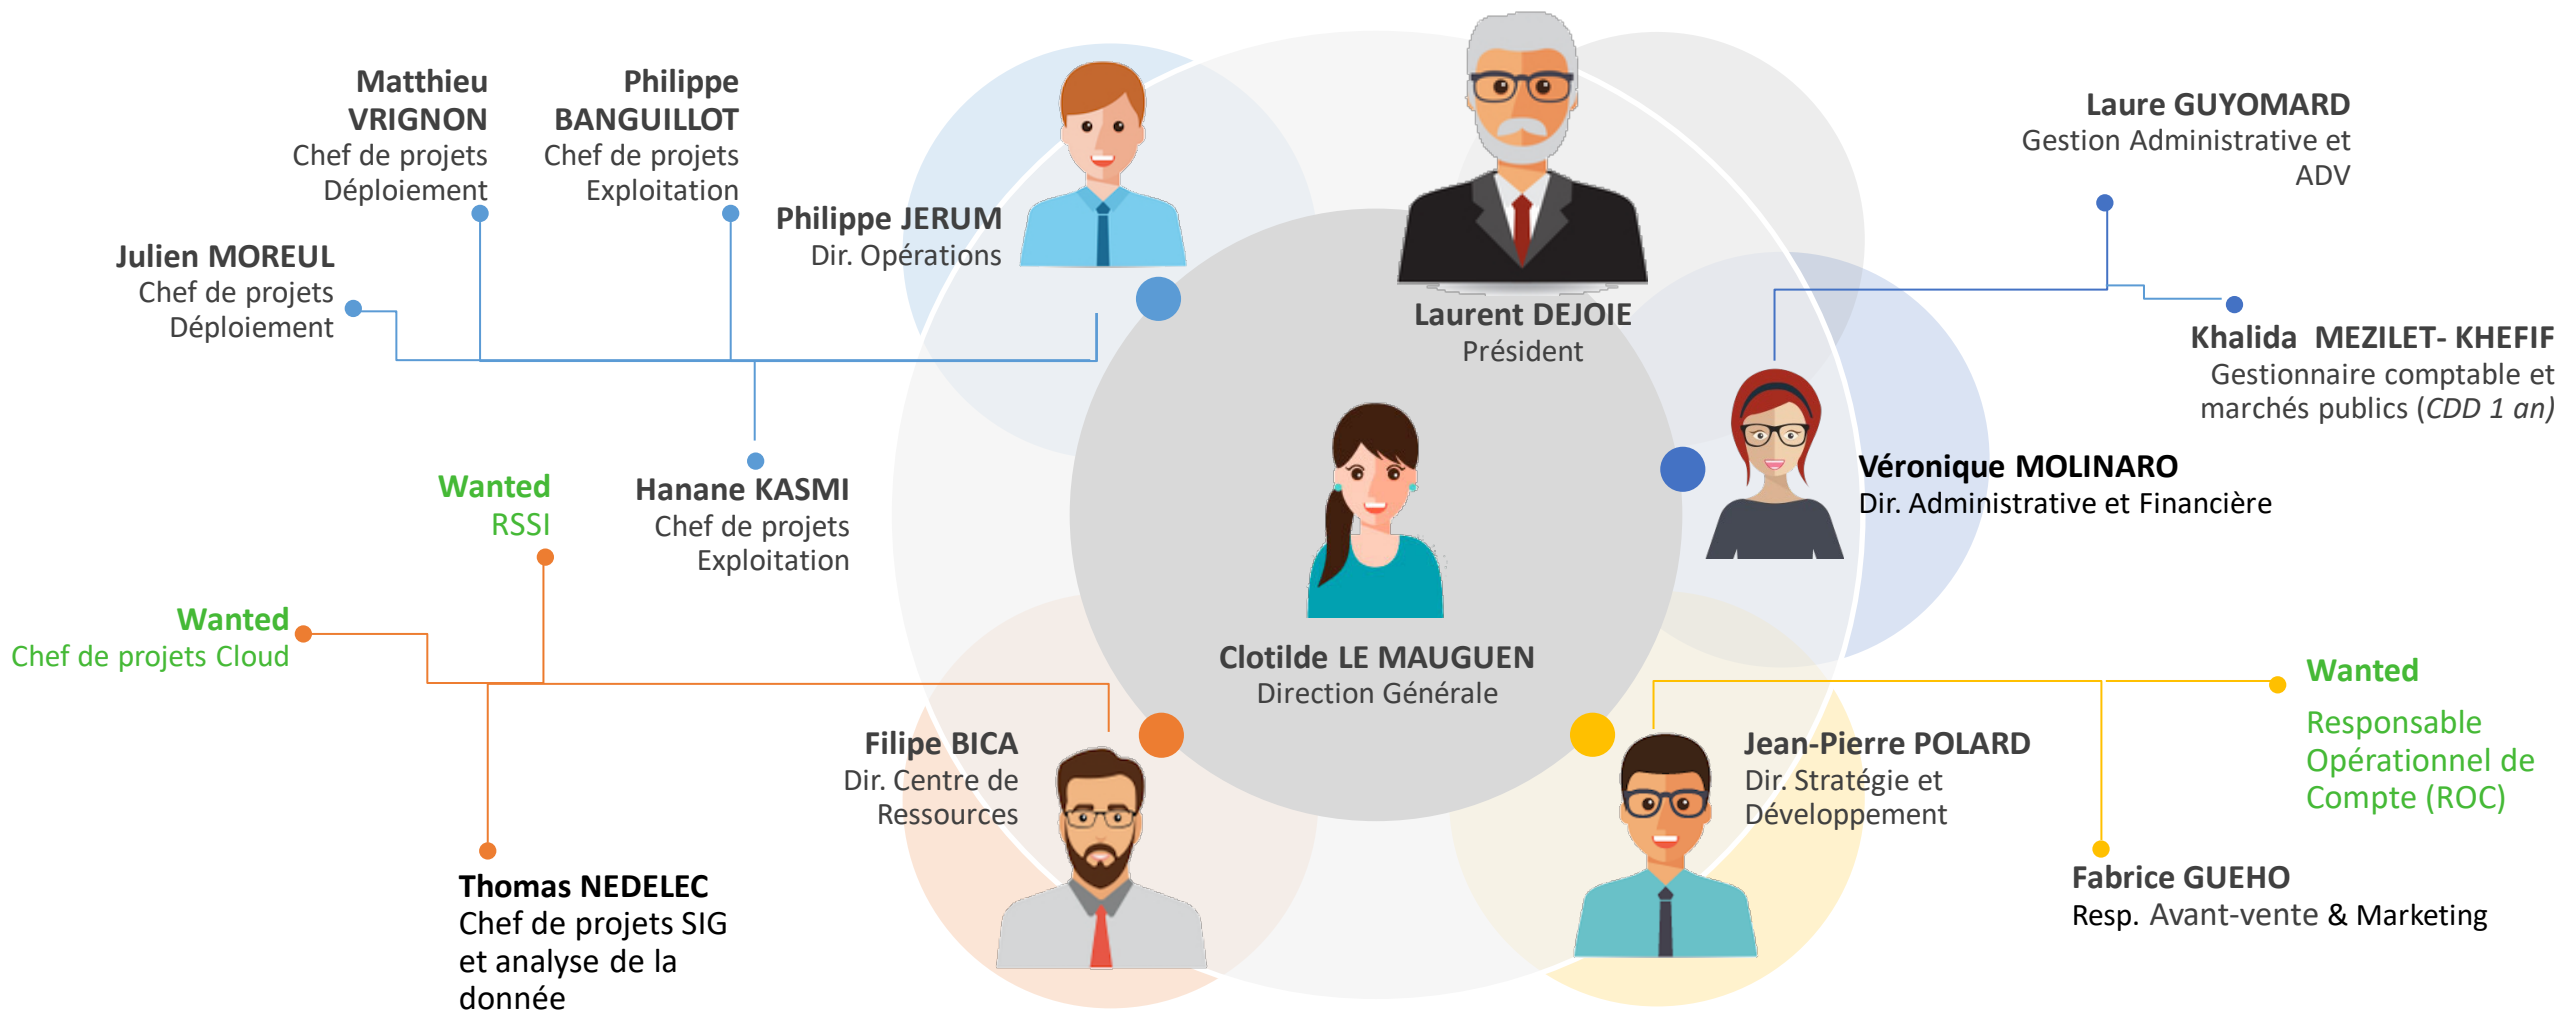 Matthieu
VRIGNON
Chef de projets
Déploiement
Philippe
BANGUILLOT
Chef de projets
Exploitation
Julien MOREUL
Chef de projets
Déploiement
Philippe JERUM
Dir. Opérations
Hanane KASMI
Chef de projets
Exploitation
Laurent DEJOIE
Président
Laure GUYOMARD
Gestion Administrative et
ADV
Khalida MEZILET- KHEFIF
Gestionnaire comptable et
marchés publics (CDD 1 an)
Véronique MOLINARO
Dir. Administrative et Financière
Clotilde LE MAUGUEN
Direction Générale
Wanted
RSSI
Wanted
Chef de projets Cloud
Filipe BICA
Dir. Centre de
Ressources
Thomas NEDELEC
Chef de projets SIG
et analyse de la
donnée
Jean-Pierre POLARD
Dir. Stratégie et
Développement
Wanted
Responsable
Opérationnel de
Compte (ROC)
Fabrice GUEHO
Resp. Avant-vente & Marketing